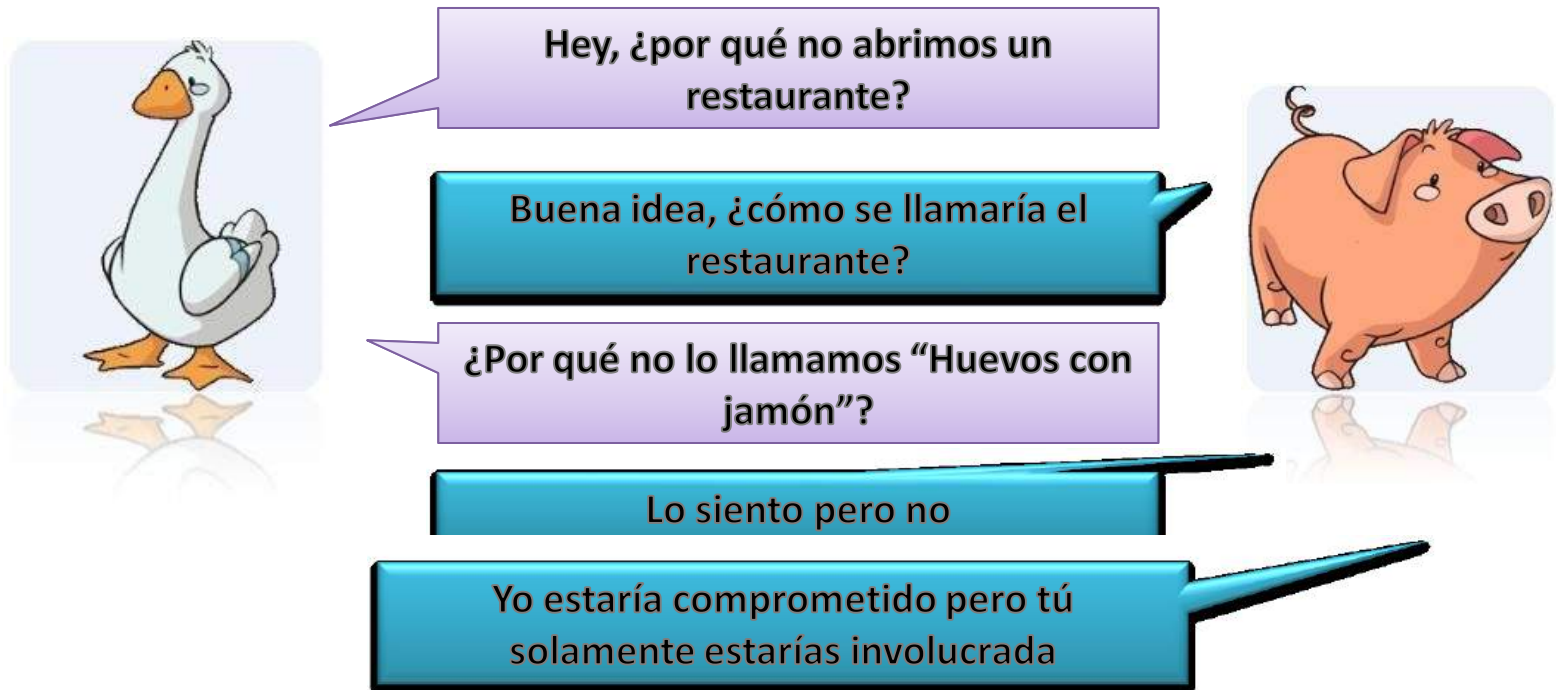 Hey, ¿por qué no abrimos un
restaurante?
Buena idea, ¿cómo se llamaría el
restaurante?
¿Por qué no lo llamamos “Huevos con
jamón”?
Lo siento pero no
Yo estaría comprometido pero tú
solamente estarías involucrada